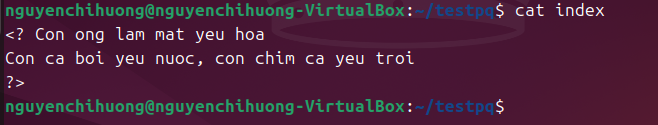 nguyenchihuong@nguyenchihuong-VirtualBox:~/testpq$ cat index
<? Con ong lam mat yeu hoa
Con ca boi yeu nuoc, con chim ca yeu troi
?>
nguyenchihuong@nguyenchihuong-VirtualBox:~/testpq$